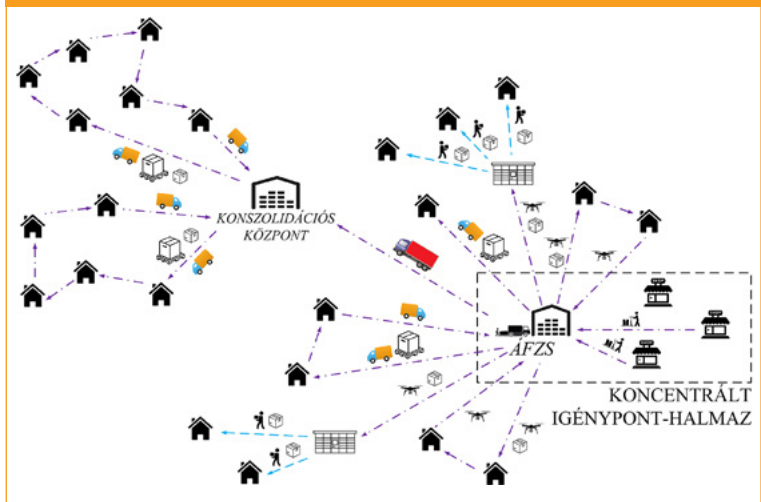 KONSZOLIDÁCIÓS
KÖZPONT
ÁFZS
KONCENTRÁLT
IGÉNYPONT-HALMAZ